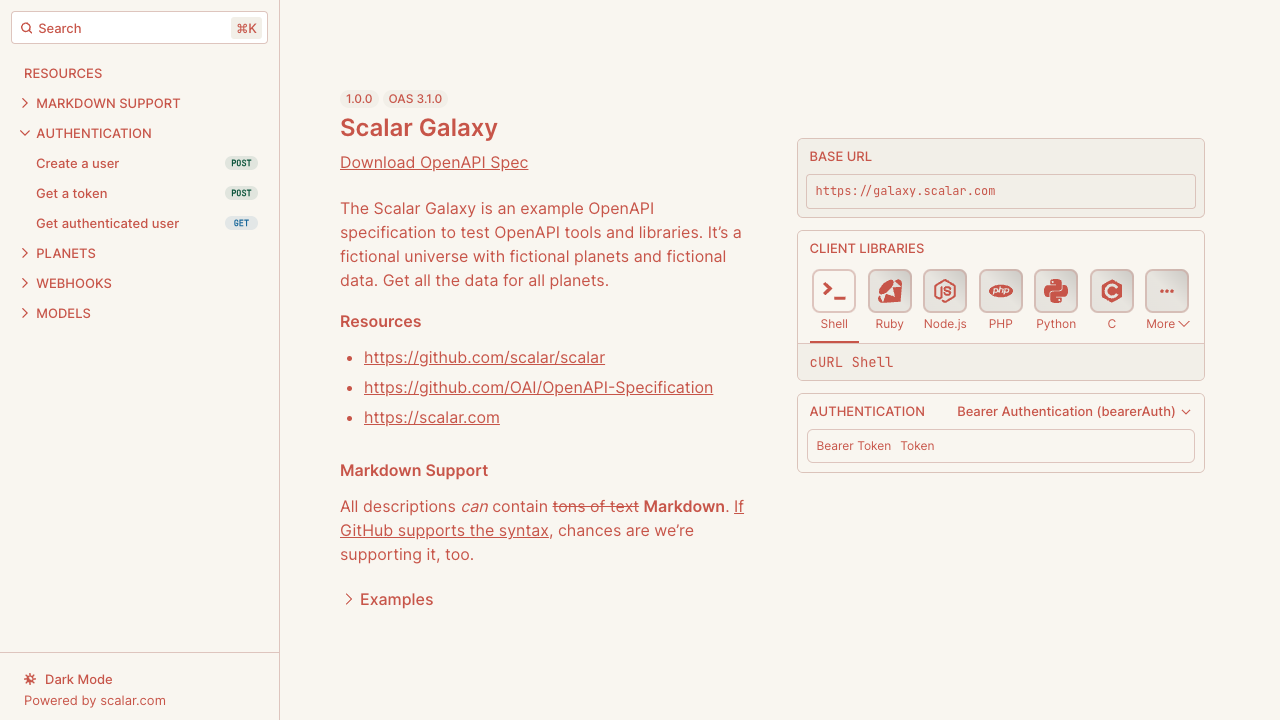 Search ⌘K
RESOURCES
MARKDOWN SUPPORT
AUTHENTICATION
Create a user POST
Get a token POST
Get authenticated user GET
PLANETS
WEBHOOKS
MODELS
Dark Mode
Powered by scalar.com
1.0.0 OAS 3.1.0
Scalar Galaxy
Download OpenAPI Spec
The Scalar Galaxy is an example OpenAPI
specification to test OpenAPI tools and libraries. It’s a
fictional universe with fictional planets and fictional
data. Get all the data for all planets.
Resources
https://github.com/scalar/scalar
https://github.com/OAI/OpenAPI-Specification
https://scalar.com
Markdown Support
All descriptions can contain tons of text Markdown. If
GitHub supports the syntax, chances are we’re
supporting it, too.
Examples
BASE URL
https://galaxy.scalar.com
CLIENT LIBRARIES
php
Shell Ruby Node.js PHP Python C More
cURL Shell
AUTHENTICATION Bearer Authentication (bearerAuth)
Bearer Token Token